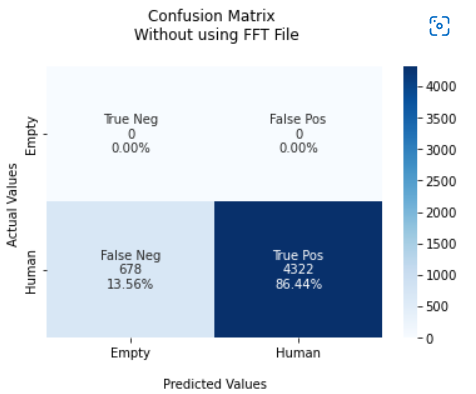 Confusion Matrix
Without using FFT File
Actual Values
Empty
True Neg
0
0.00%
False Pos
0
0.00%
Human
False Neg
678
13.56%
True Pos
4322
86.44%
Empty
Human
Predicted Values
4000
3500
3000
2500
2000
1500
1000
500
0